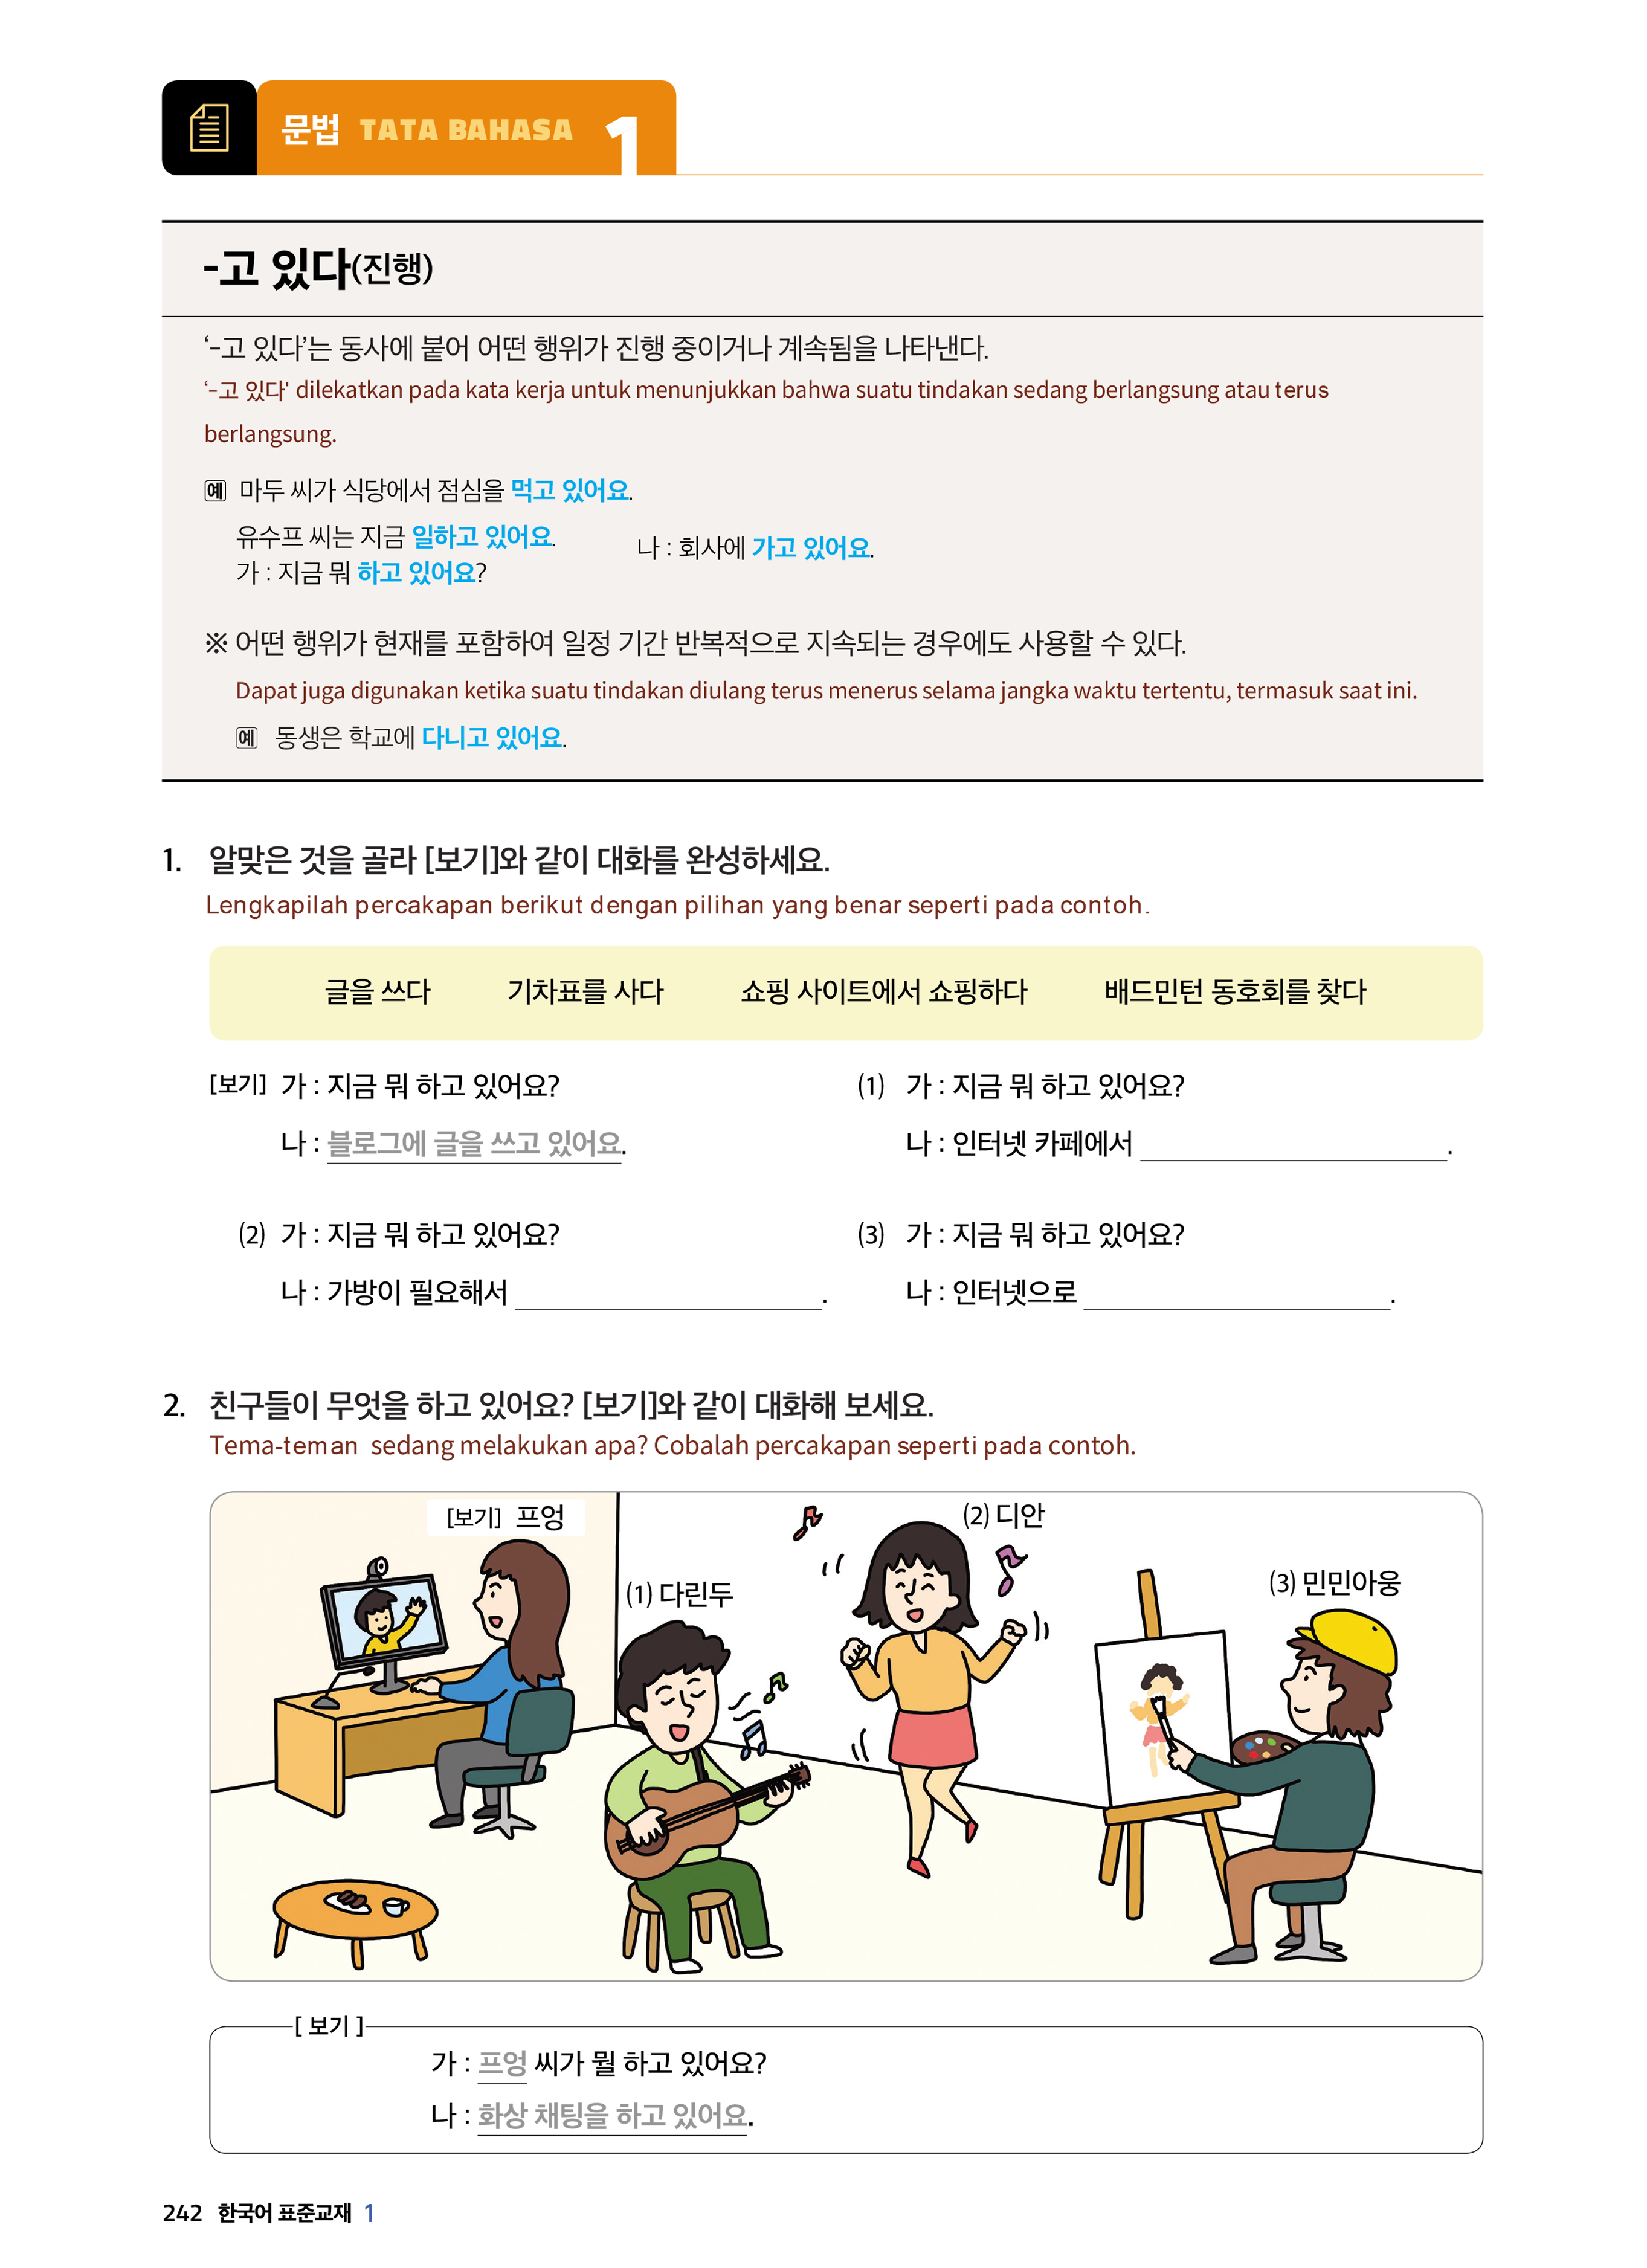 문법 TATA BAHASA 1
-고 있다(진행)
‘-고 있다’는 동사에 붙어 어떤 행위가 진행 중이거나 계속됨을 나타낸다.
‘-고 있다' dilekatkan pada kata kerja untuk menunjukkan bahwa suatu tindakan sedang berlangsung atau terus
berlangsung.
예 마두 씨가 식당에서 점심을 먹고 있어요.
유수프 씨는 지금 일하고 있어요.
가 : 지금 뭐 하고 있어요?
나 : 회사에 가고 있어요.
※ 어떤 행위가 현재를 포함하여 일정 기간 반복적으로 지속되는 경우에도 사용할 수 있다.
Dapat juga digunakan ketika suatu tindakan diulang terus menerus selama jangka waktu tertentu, termasuk saat ini.
예 동생은 학교에 다니고 있어요.
1. 알맞은 것을 골라 [보기]와 같이 대화를 완성하세요.
Lengkapilah percakapan berikut dengan pilihan yang benar seperti pada contoh.
글을 쓰다 기차표를 사다 쇼핑 사이트에서 쇼핑하다 배드민턴 동호회를 찾다
[보기] 가 : 지금 뭐 하고 있어요?
나 : 블로그에 글을 쓰고 있어요.
(1) 가 : 지금 뭐 하고 있어요?
나 : 인터넷 카페에서 ____________________.
(2) 가 : 지금 뭐 하고 있어요?
나 : 가방이 필요해서 ____________________.
(3) 가 : 지금 뭐 하고 있어요?
나 : 인터넷으로 ____________________.
2. 친구들이 무엇을 하고 있어요? [보기]와 같이 대화해 보세요.
Tema-teman sedang melakukan apa? Cobalah percakapan seperti pada contoh.
[보기] 프엉
(1) 다린두
(2) 디안
(3) 민민아웅
[ 보기 ]
가 : 프엉 씨가 뭘 하고 있어요?
나 : 화상 채팅을 하고 있어요.
242 한국어 표준교재 1